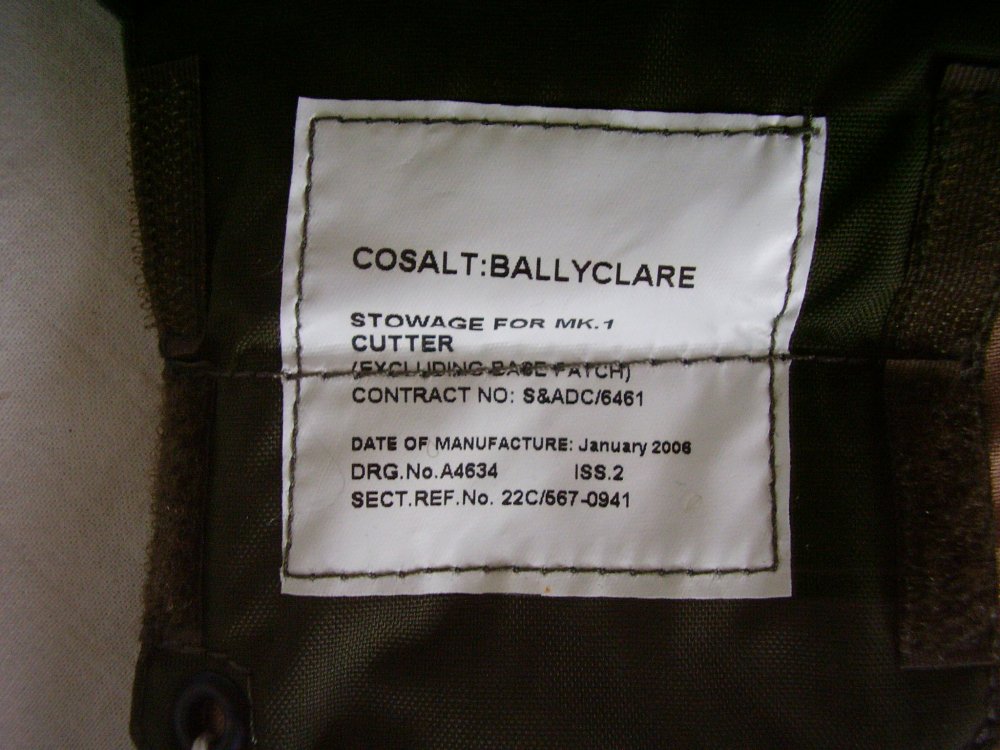 COSALT:BALLYCLARE
STOWAGE FOR MK.1
CUTTER
(EXCLUDING BASE PATCH)
CONTRACT NO: S&ADC/6461
DATE OF MANUFACTURE: January 2006
DRG.No.A4634 ISS.2
SECT.REF.No. 22C/567-0941